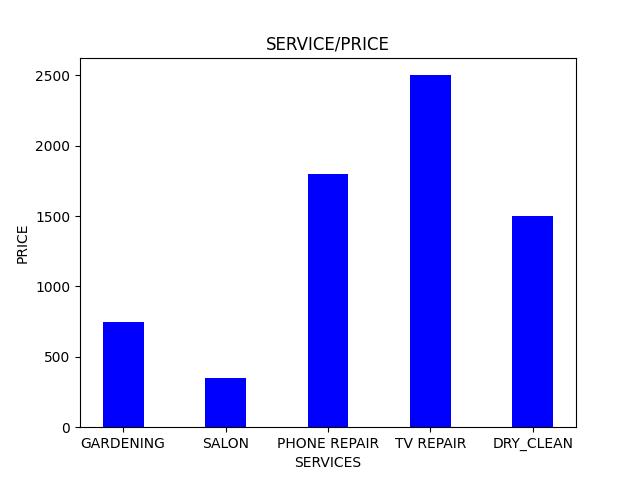 SERVICE/PRICE
2500
2000
1500
1000
500
0
PRICE
GARDENING SALON PHONE REPAIR TV REPAIR DRY_CLEAN
SERVICES